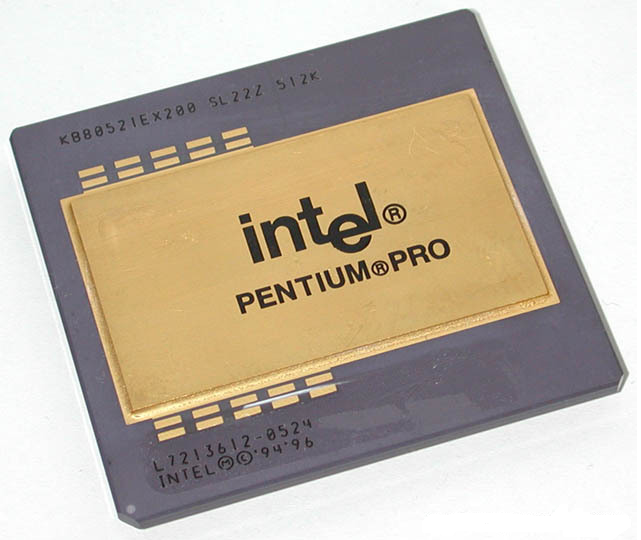 KB80521EX200 SL22Z 512K
intel®
PENTIUM®PRO
L7213612-0524
INTEL Ⓜ © '94 '96